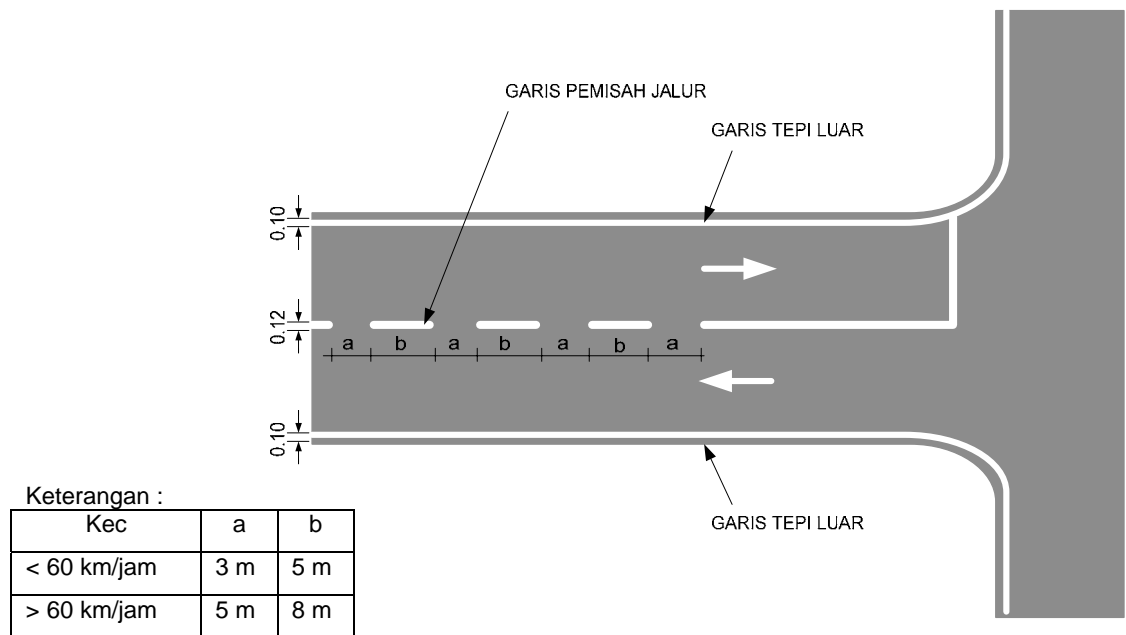 GARIS PEMISAH JALUR
GARIS TEPI LUAR
0.10
0.12
a b a b a b a
0.10
GARIS TEPI LUAR
Keterangan :
Kec a b
< 60 km/jam 3 m 5 m
> 60 km/jam 5 m 8 m